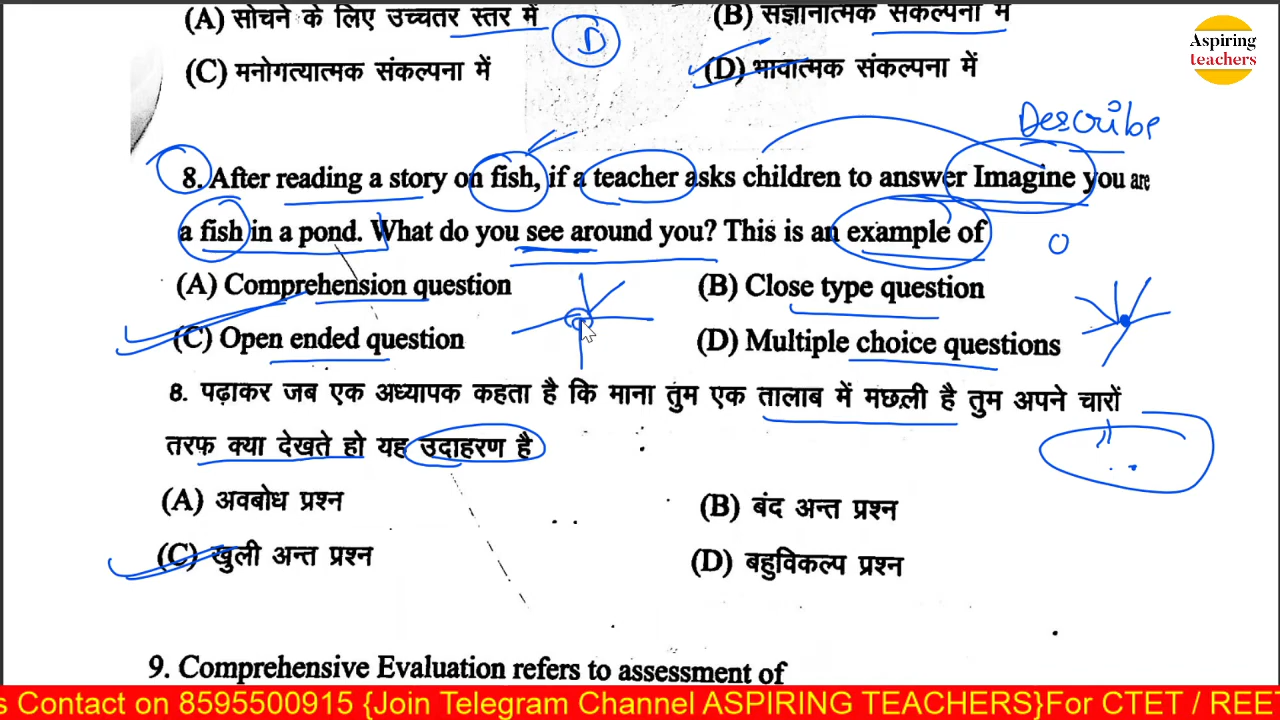 (A) सोचने के लिए उच्चतर स्तर में
(B) संज्ञानात्मक संकल्पना में
D
(C) मनोगत्यात्मक संकल्पना में
(D) भावात्मक संकल्पना में
Aspiring
teachers
Describe
8. After reading a story on fish, if a teacher asks children to answer Imagine you are
a fish in a pond. What do you see around you? This is an example of
(A) Comprehension question
(B) Close type question
(C) Open ended question
(D) Multiple choice questions
8. पढ़ाकर जब एक अध्यापक कहता है कि माना तुम एक तालाब में मछली है तुम अपने चारों
तरफ क्या देखते हो यह उदाहरण है
(A) अवबोध प्रश्न
(B) बंद अन्त प्रश्न
(C) खुली अन्त प्रश्न
(D) बहुविकल्प प्रश्न
9. Comprehensive Evaluation refers to assessment of
s Contact on 8595500915 {Join Telegram Channel ASPIRING TEACHERS}For CTET / REE